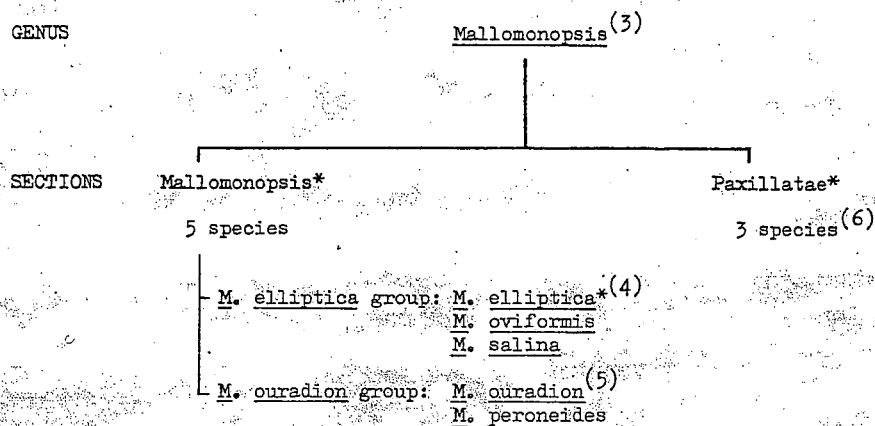 GENUS Mallomonopsis(3)
SECTIONS Mallomonopsis* Paxillatae*
5 species 3 species(6)
M. elliptica group: M. elliptica*(4)
M. oviformis
M. salina
M. ouradion group: M. ouradion(5)
M. peroneides